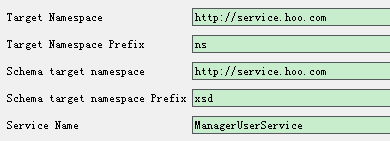 Target Namespace http://service.hoo.com
Target Namespace Prefix ns
Schema target namespace http://service.hoo.com
Schema target namespace Prefix xsd
Service Name ManagerUserService